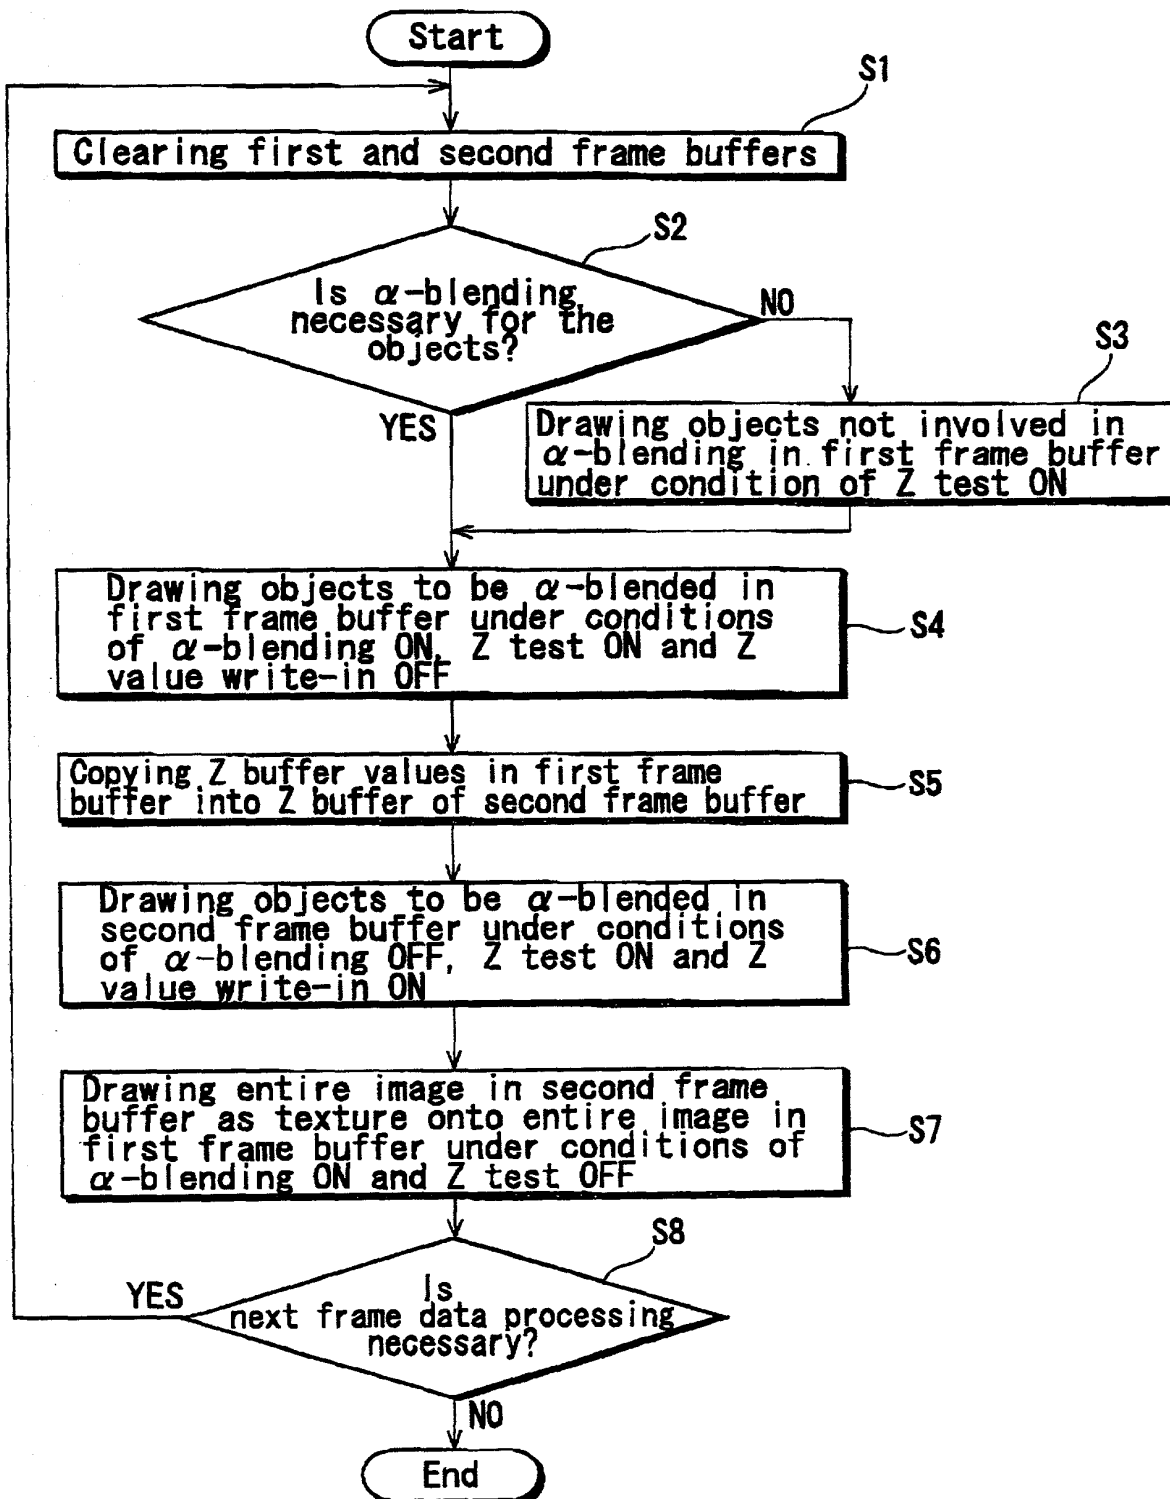 Start
S1
Clearing first and second frame buffers
S2
Is α-blending
necessary for the
objects?
NO
YES
S3
Drawing objects not involved in
α-blending in first frame buffer
under condition of Z test ON
Drawing objects to be α-blended in
first frame buffer under conditions
of α-blending ON, Z test ON and Z
value write-in OFF
S4
Copying Z buffer values in first frame
buffer into Z buffer of second frame buffer
S5
Drawing objects to be α-blended in
second frame buffer under conditions
of α-blending OFF, Z test ON and Z
value write-in ON
S6
Drawing entire image in second frame
buffer as texture onto entire image in
first frame buffer under conditions of
α-blending ON and Z test OFF
S7
S8
YES
Is
next frame data processing
necessary?
NO
End